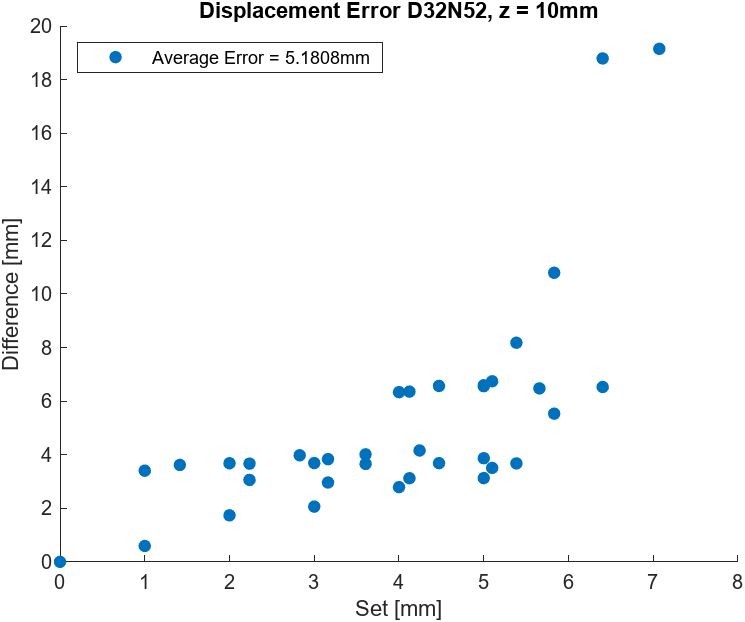 Displacement Error D32N52, z = 10mm
Average Error = 5.1808mm
20
18
16
14
12
10
8
6
4
2
0
Difference [mm]
0 1 2 3 4 5 6 7 8
Set [mm]